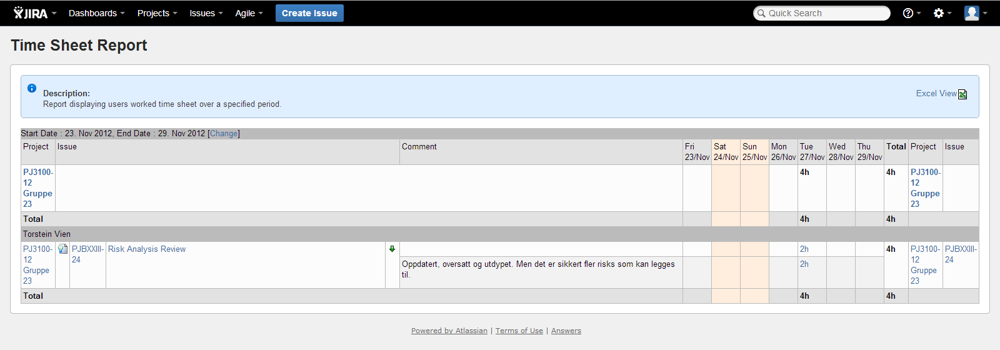 JIRA Dashboards Projects Issues Agile Create Issue Quick Search
Time Sheet Report
Description:
Report displaying users worked time sheet over a specified period.
Excel View
Start Date : 23. Nov 2012, End Date : 29. Nov 2012 [Change]
Project Issue Comment Fri 23/Nov Sat 24/Nov Sun 25/Nov Mon 26/Nov Tue 27/Nov Wed 28/Nov Thu 29/Nov Total Project Issue
PJ3100-12 Gruppe 23 4h 4h PJ3100-12 Gruppe 23
Total 4h 4h
Torstein Vien
PJ3100-12 Gruppe 23 PJBXXIII-24 Risk Analysis Review 2h 4h PJ3100-12 Gruppe 23 PJBXXIII-24
Oppdatert, oversatt og utdypet. Men det er sikkert fler risks som kan legges
til.
2h
Total 4h 4h
Powered by Atlassian | Terms of Use | Answers